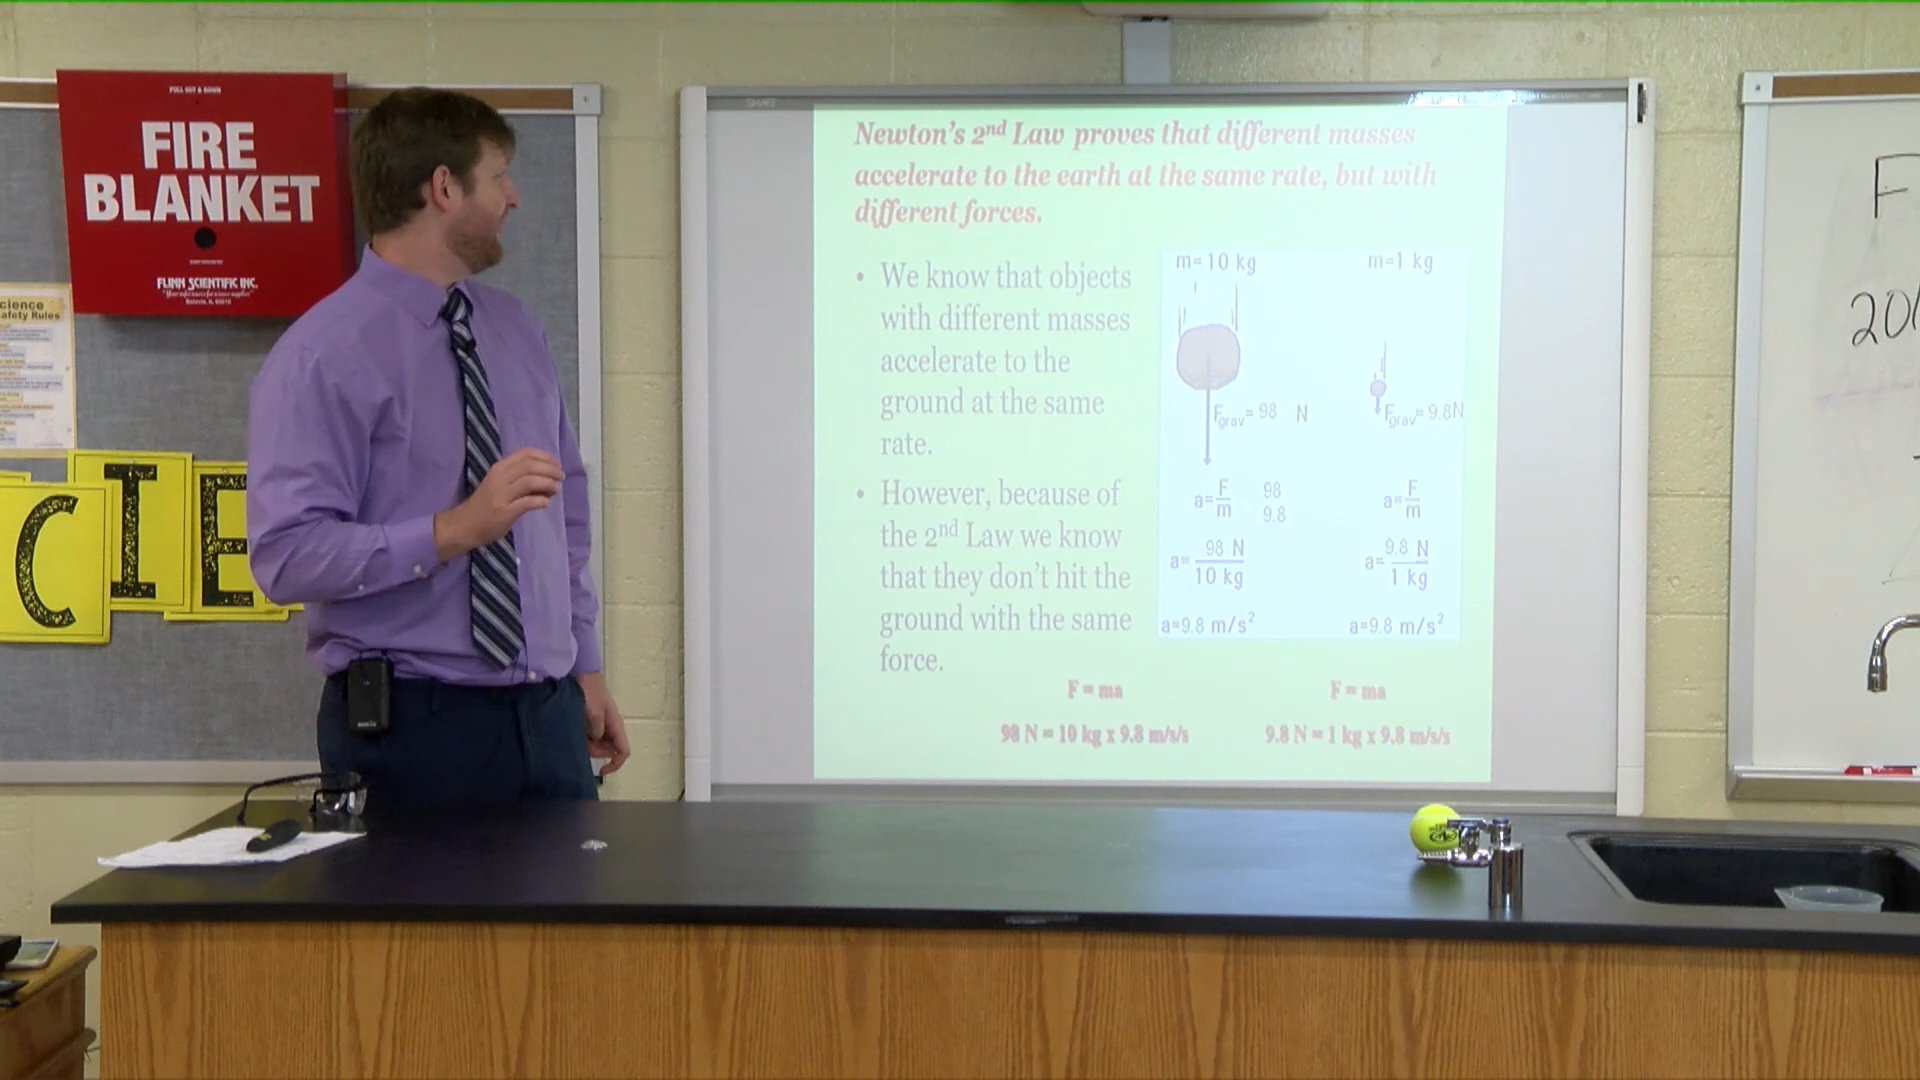 PULL OUT & DOWN
FIRE
BLANKET
FLINN SCIENTIFIC INC.
Science
Safety Rules
C I E
SMART
Newton's 2nd Law proves that different masses
accelerate to the earth at the same rate, but with
different forces.
• We know that objects
with different masses
accelerate to the
ground at the same
rate.
• However, because of
the 2nd Law we know
that they don't hit the
ground with the same
force.
m= 10 kg
m=1 kg
Fgrav= 98 N
Fgrav= 9.8N
a= F/m 98 9.8
a= F/m
a= 98 N/10 kg
a= 9.8 N/1 kg
a=9.8 m/s²
a=9.8 m/s²
F = ma
F = ma
98 N = 10 kg x 9.8 m/s/s
9.8 N = 1 kg x 9.8 m/s/s
F
20